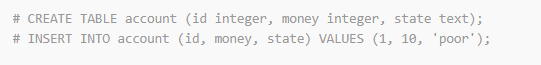 # CREATE TABLE account (id integer, money integer, state text);
# INSERT INTO account (id, money, state) VALUES (1, 10, 'poor');